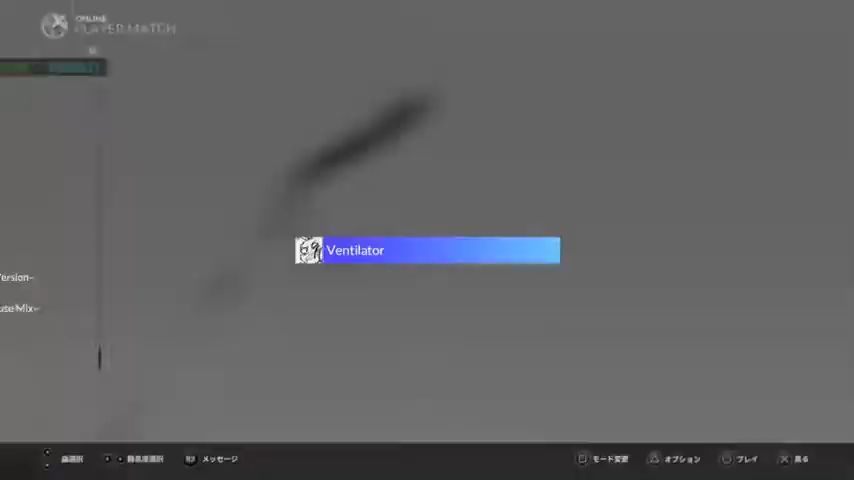 ONLINE
PLAYER MATCH
Ventilator
ersion-
use Mix-
曲選択
難易度選択
メッセージ
モード変更
オプション
プレイ
戻る